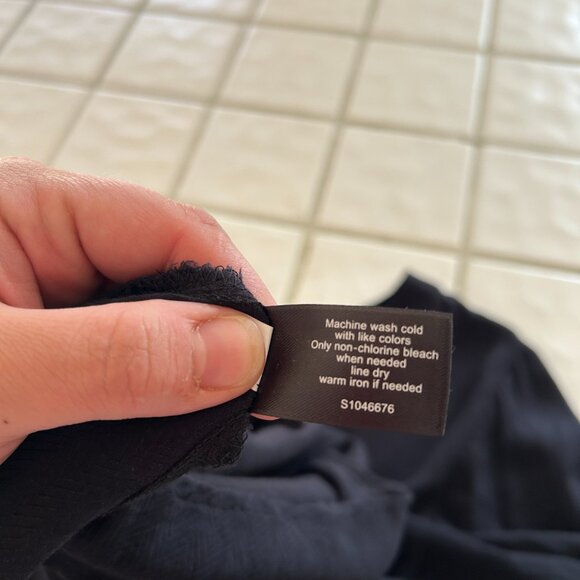 Machine wash cold
with like colors
Only non-chlorine bleach
when needed
line dry
warm iron if needed
S1046676